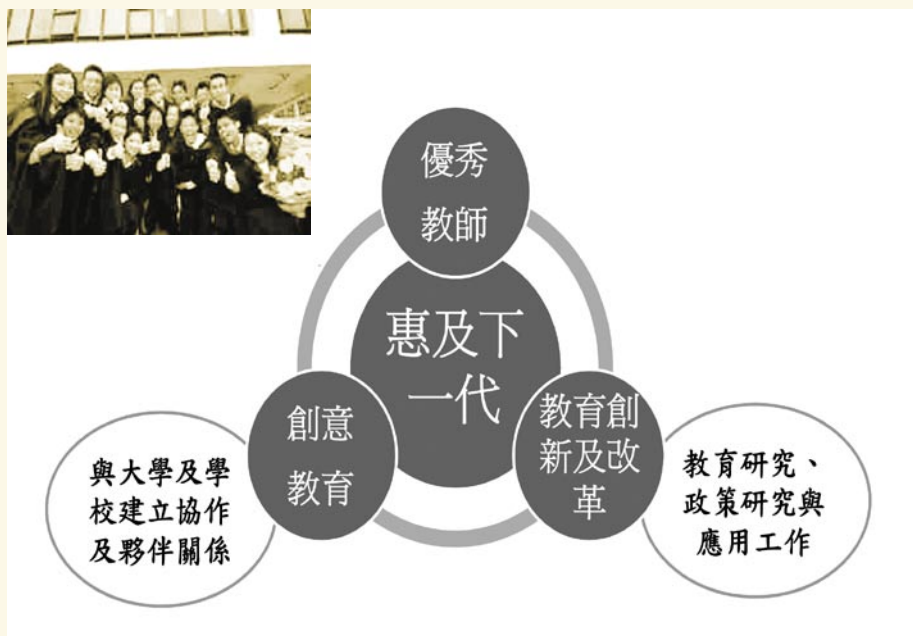 優秀
教師
惠及下
一代
創意
教育
教育創
新及改
革
與大學及學
校建立協作
及夥伴關係
教育研究、
政策研究與
應用工作